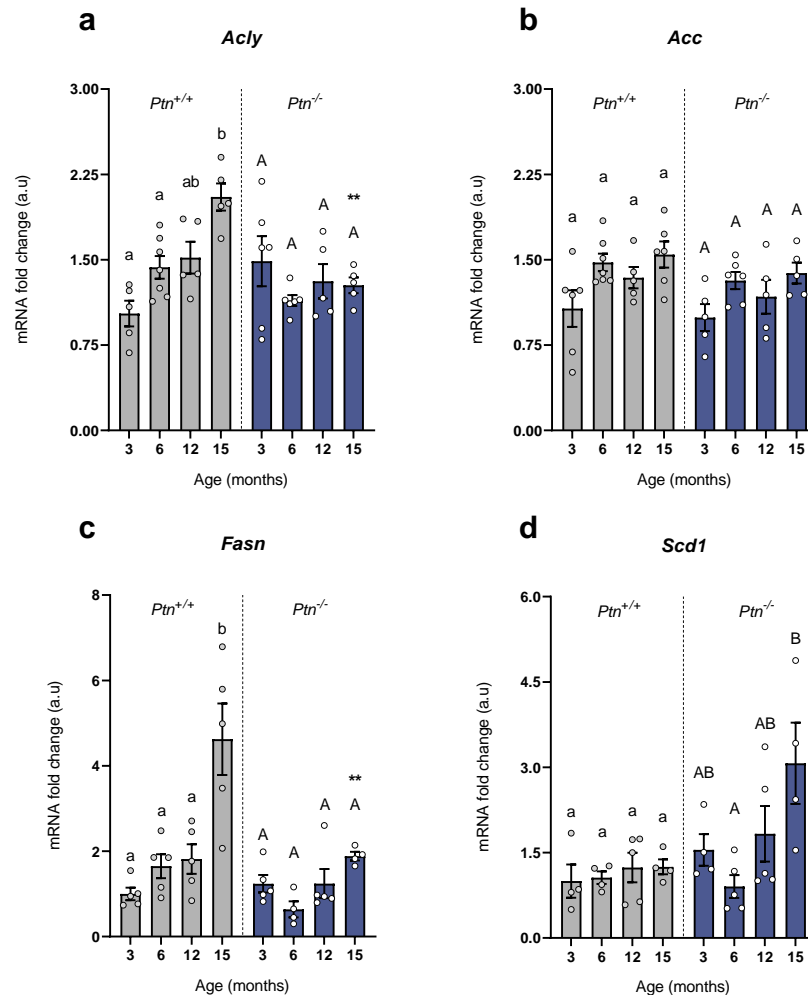 a
Acly
mRNA fold change (a.u)
3.00
2.25
1.50
0.75
0.00
Ptn+/+
Ptn-/-
a
a
ab
b
A
A
A
**
A
3 6 12 15 3 6 12 15
Age (months)
b
Acc
mRNA fold change (a.u)
3.00
2.25
1.50
0.75
0.00
Ptn+/+
Ptn-/-
a
a
a
a
A
A
A
A
3 6 12 15 3 6 12 15
Age (months)
c
Fasn
mRNA fold change (a.u)
8
6
4
2
0
Ptn+/+
Ptn-/-
a
a
a
b
A
A
A
**
A
3 6 12 15 3 6 12 15
Age (months)
d
Scd1
mRNA fold change (a.u)
6.0
4.5
3.0
1.5
0.0
Ptn+/+
Ptn-/-
a
a
a
a
AB
A
AB
B
3 6 12 15 3 6 12 15
Age (months)